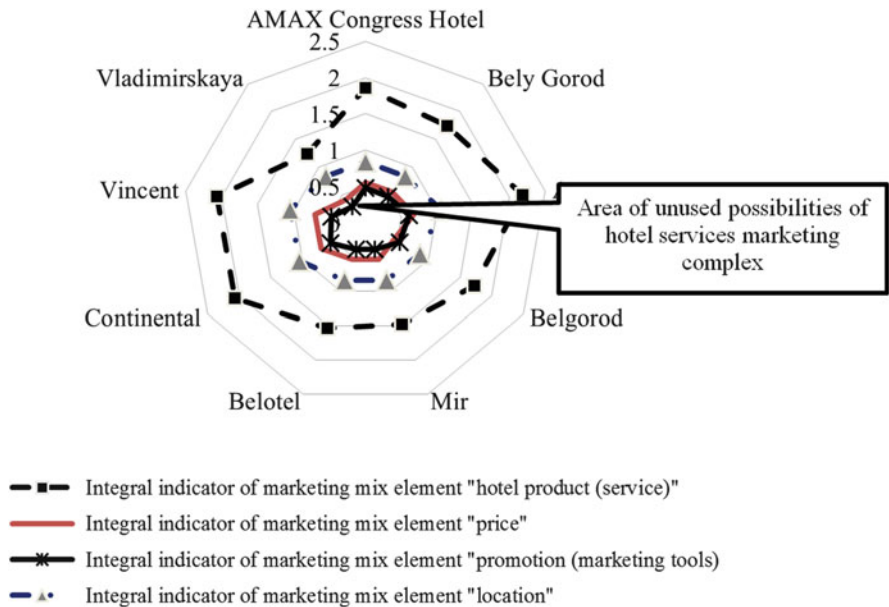 AMAX Congress Hotel
2.5
Vladimirskaya
2
Bely Gorod
1.5
1
Vincent
0.5
Area of unused possibilities of
hotel services marketing
complex
Continental
Belgorod
Belotel
Mir
Integral indicator of marketing mix element "hotel product (service)"
Integral indicator of marketing mix element "price"
Integral indicator of marketing mix element "promotion (marketing tools)
Integral indicator of marketing mix element "location"